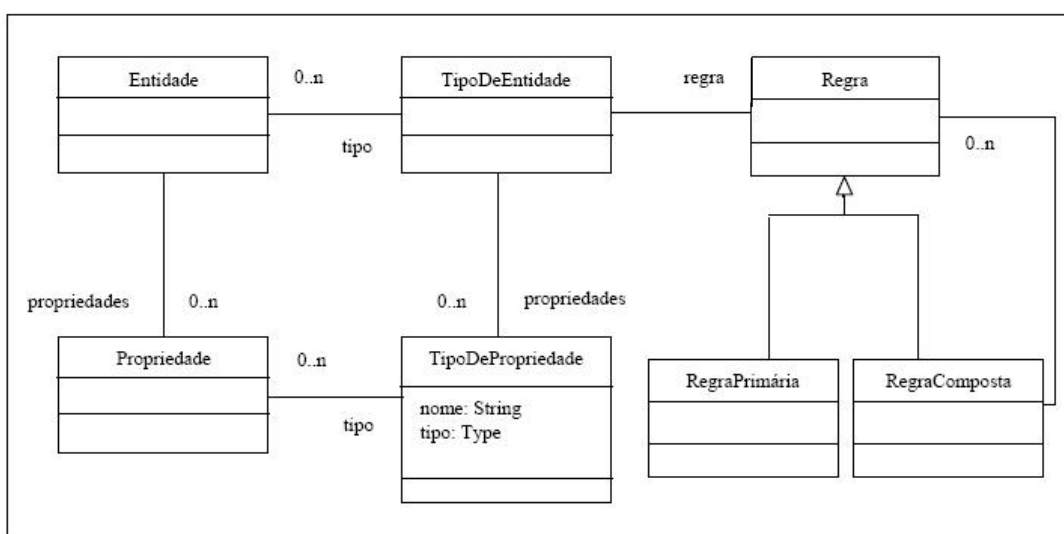 Entidade
0..n
TipoDeEntidade
regra
Regra
tipo
0..n
propriedades
0..n
0..n
propriedades
Propriedade
0..n
TipoDePropriedade
nome: String
tipo: Type
tipo
RegraPrimária
RegraComposta